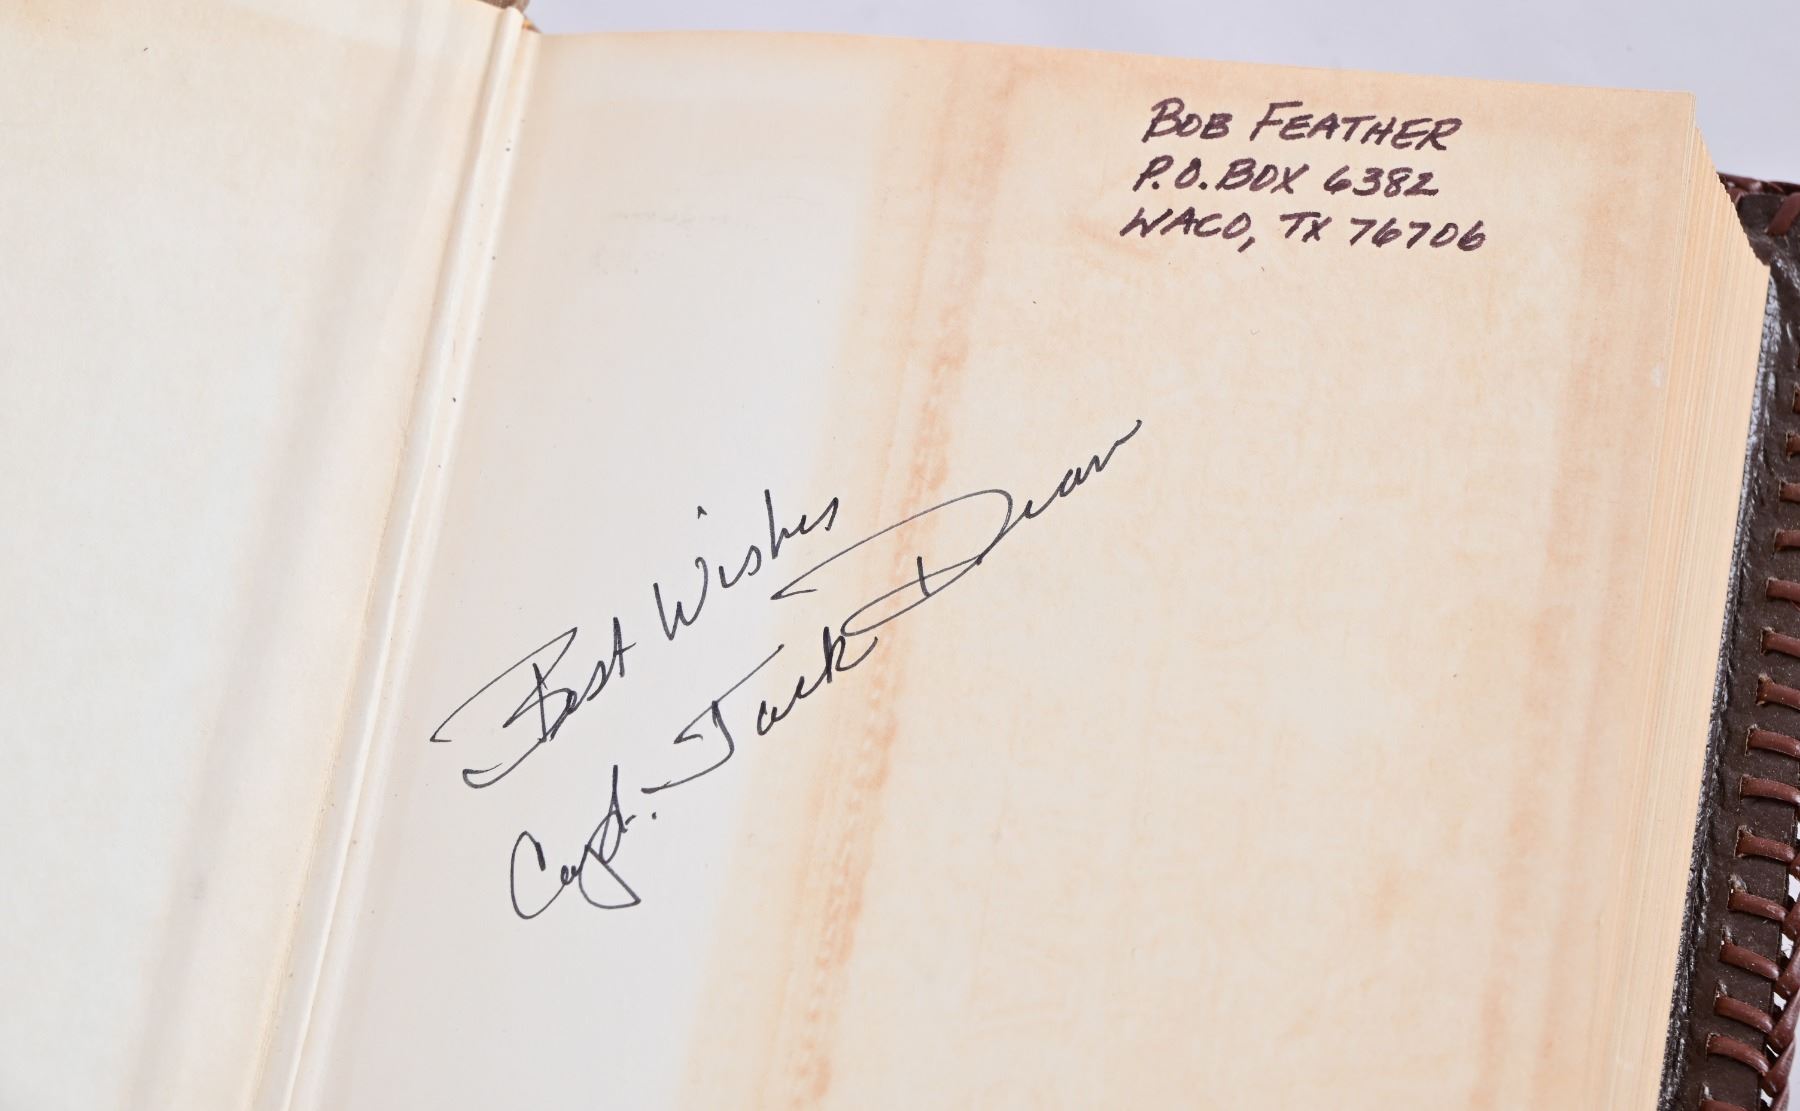 BOB FEATHER
P.O. BOX 6382
WACO, TX 76706
Best Wishes
Capt. Jack Dean